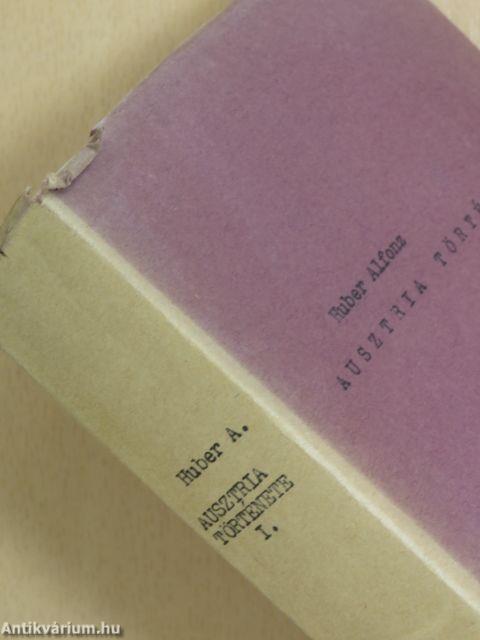 Huber Alfonz
AUSZTRIA TÖRTÉ
Huber A.
AUSZTRIA
TÖRTÉNETE
I.
Antikvárium.hu